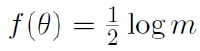 f(θ) = ½ log m